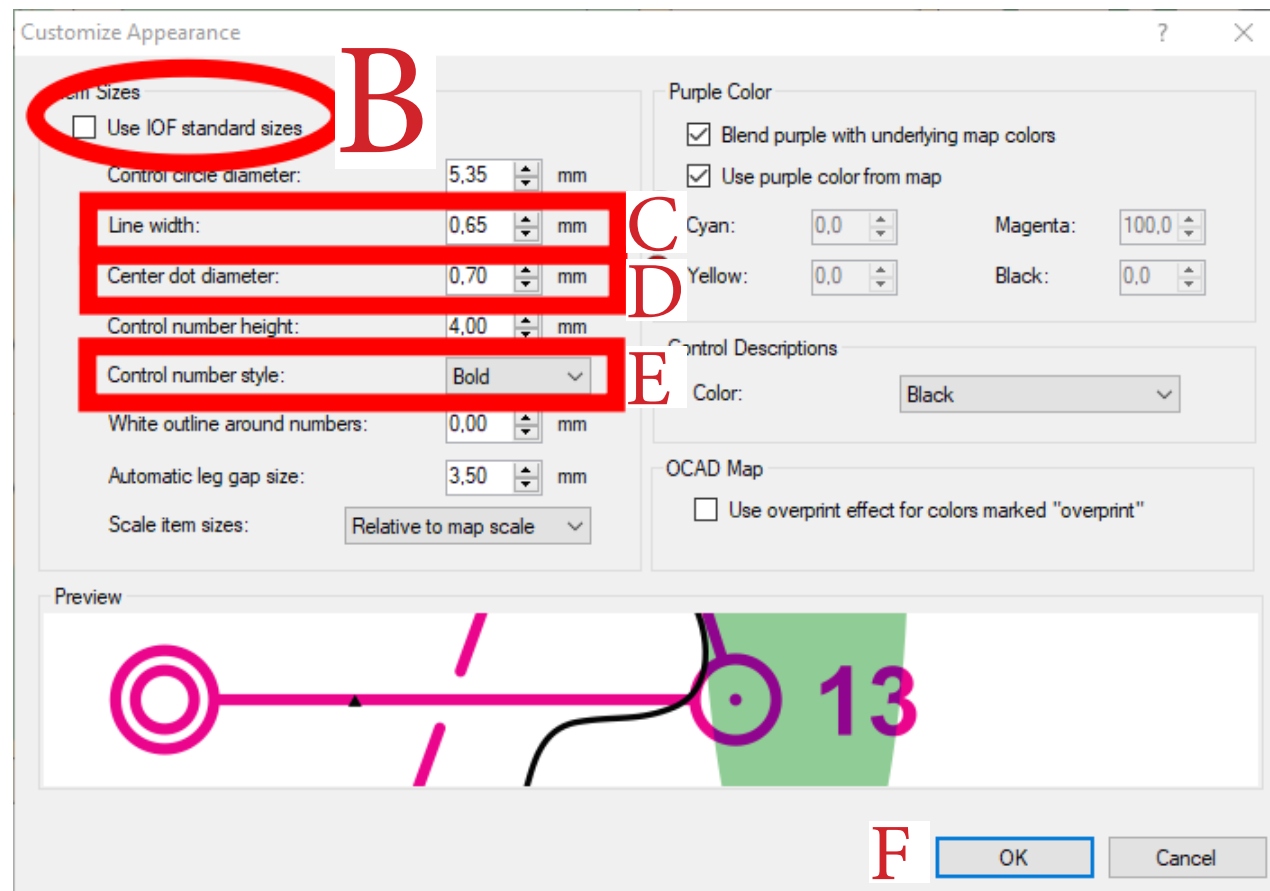 Customize Appearance ?
B
em Sizes
Use IOF standard sizes
Control circle diameter: 5,35 mm
Line width: 0,65 mm
C
Center dot diameter: 0,70 mm
D
Control number height: 4,00 mm
Control number style: Bold
E
White outline around numbers: 0,00 mm
Automatic leg gap size: 3,50 mm
Scale item sizes: Relative to map scale
Purple Color
Blend purple with underlying map colors
Use purple color from map
Cyan: 0,0 Magenta: 100,0
Yellow: 0,0 Black: 0,0
Control Descriptions
Color: Black
OCAD Map
Use overprint effect for colors marked "overprint"
Preview
13
F
OK Cancel